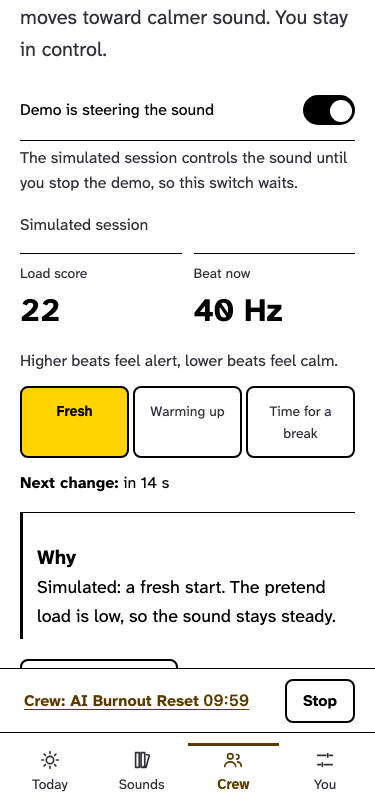 moves toward calmer sound. You stay
in control.
Demo is steering the sound
The simulated session controls the sound until
you stop the demo, so this switch waits.
Simulated session
Load score
22
Beat now
40 Hz
Higher beats feel alert, lower beats feel calm.
Fresh
Warming up
Time for a
break
Next change: in 14 s
Why
Simulated: a fresh start. The pretend
load is low, so the sound stays steady.
Crew: AI Burnout Reset 09:59
Stop
Today
Sounds
Crew
You